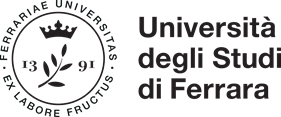 FERRARIAE UNIVERSITAS
13 91
· EX LABORE FRUCTUS ·
Università
degli Studi
di Ferrara